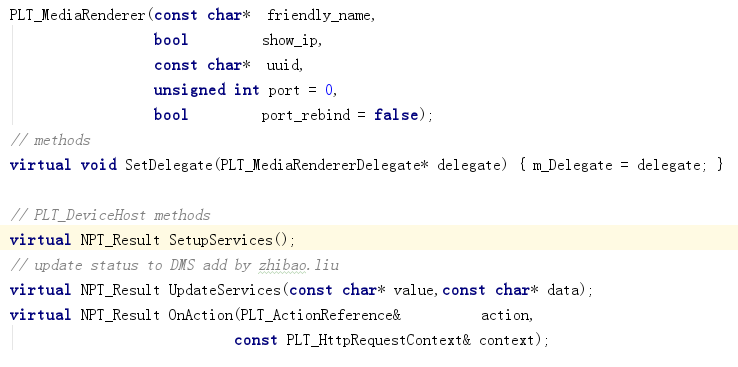 PLT_MediaRenderer(const char*  friendly_name,
bool         show_ip,
const char*  uuid,
unsigned int port = 0,
bool         port_rebind = false);
// methods
virtual void SetDelegate(PLT_MediaRendererDelegate* delegate) { m_Delegate = delegate; }
// PLT_DeviceHost methods
virtual NPT_Result SetupServices();
// update status to DMS add by zhibao.liu
virtual NPT_Result UpdateServices(const char* value,const char* data);
virtual NPT_Result OnAction(PLT_ActionReference&          action,
const PLT_HttpRequestContext& context);